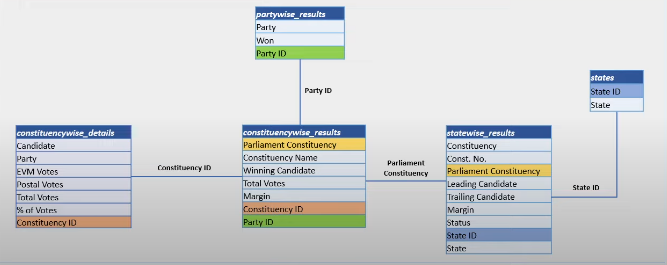 partywise_results
Party
Won
Party ID
Party ID
states
State ID
State
State ID
constituencywise_details
Candidate
Party
EVM Votes
Postal Votes
Total Votes
% of Votes
Constituency ID
Constituency ID
constituencywise_results
Parliament Constituency
Constituency Name
Winning Candidate
Total Votes
Margin
Constituency ID
Party ID
Parliament
Constituency
statewise_results
Constituency
Const. No.
Parliament Constituency
Leading Candidate
Trailing Candidate
Margin
Status
State ID
State